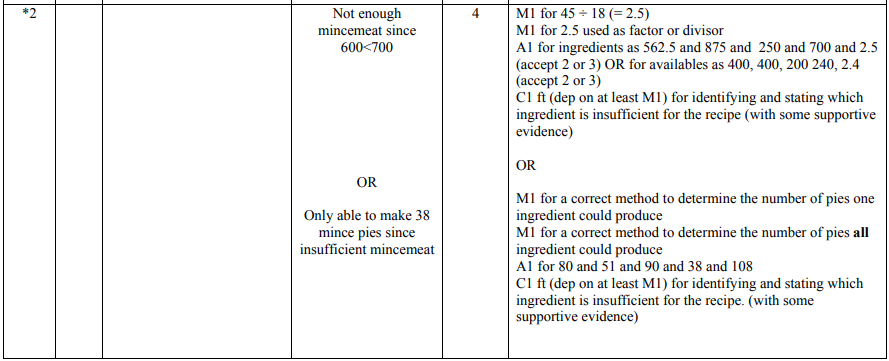 *2
Not enough
mincemeat since
600<700
4
M1 for 45 ÷ 18 (= 2.5)
M1 for 2.5 used as factor or divisor
A1 for ingredients as 562.5 and 875 and 250 and 700 and 2.5
(accept 2 or 3) OR for availables as 400, 400, 200 240, 2.4
(accept 2 or 3)
C1 ft (dep on at least M1) for identifying and stating which
ingredient is insufficient for the recipe (with some supportive
evidence)
OR
OR
Only able to make 38
mince pies since
insufficient mincemeat
M1 for a correct method to determine the number of pies one
ingredient could produce
M1 for a correct method to determine the number of pies all
ingredient could produce
A1 for 80 and 51 and 90 and 38 and 108
C1 ft (dep on at least M1) for identifying and stating which
ingredient is insufficient for the recipe. (with some
supportive evidence)